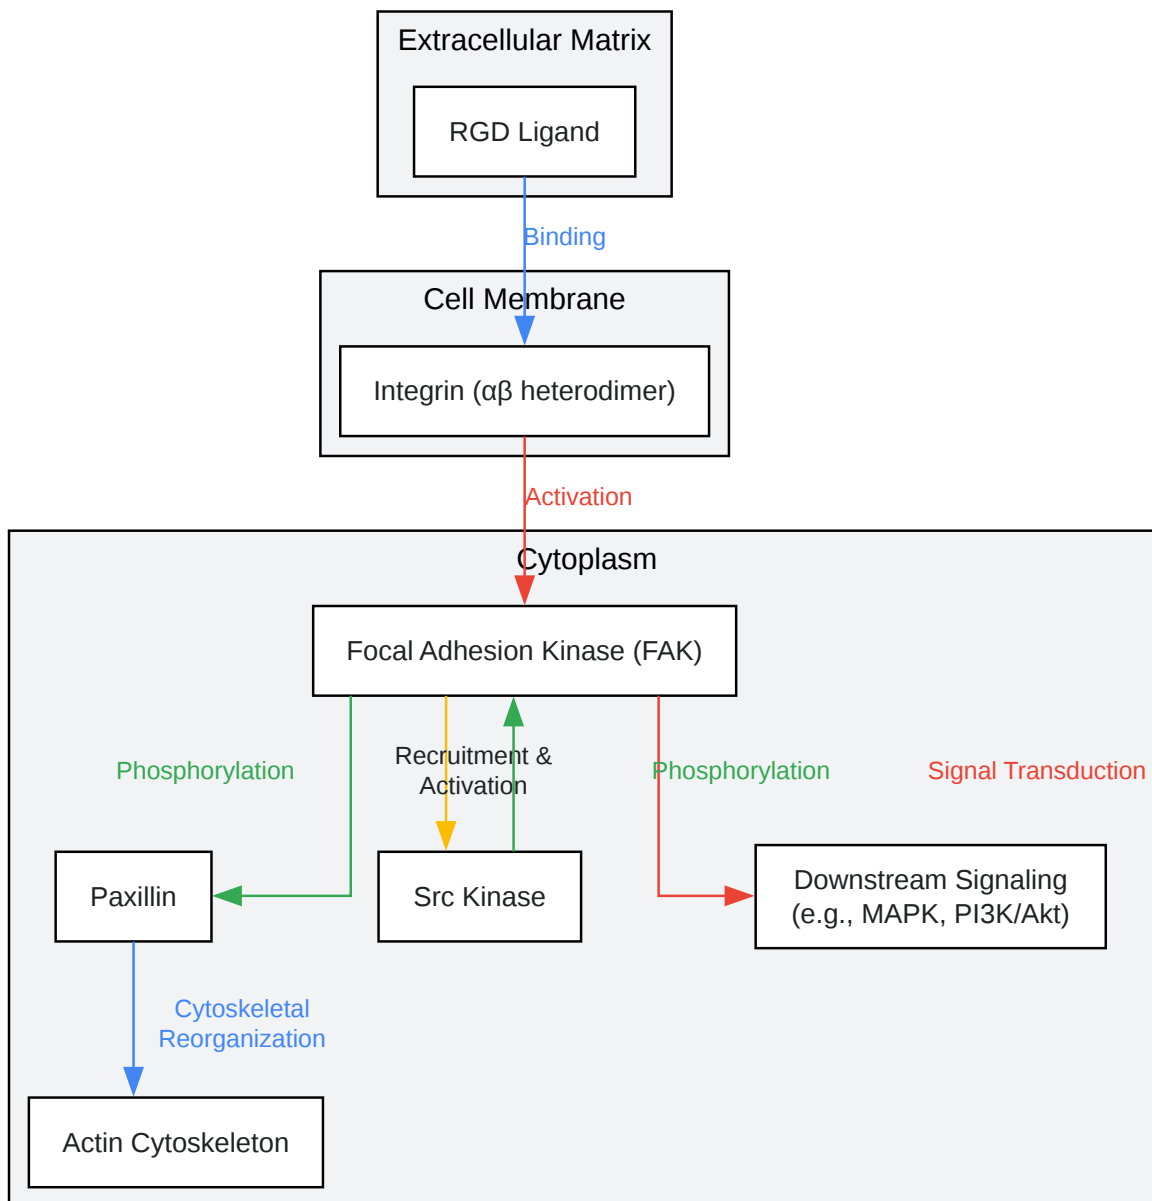 Extracellular Matrix
RGD Ligand
Binding
Cell Membrane
Integrin (αβ heterodimer)
Activation
Cytoplasm
Focal Adhesion Kinase (FAK)
Phosphorylation
Recruitment &
Activation
Phosphorylation
Signal Transduction
Paxillin
Src Kinase
Downstream Signaling
(e.g., MAPK, PI3K/Akt)
Cytoskeletal
Reorganization
Actin Cytoskeleton